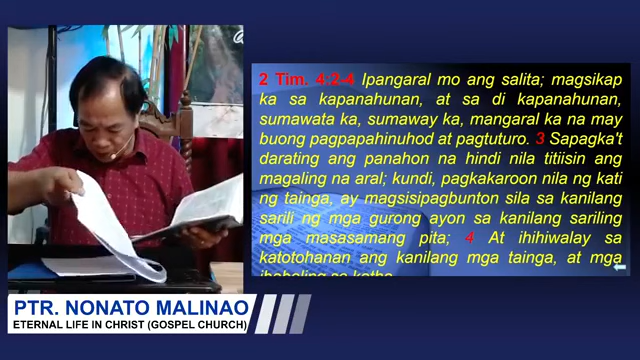 2 Tim. 4:2-4 Ipangaral mo ang salita; magsikap
ka sa kapanahunan, at sa di kapanahunan,
sumawata ka, sumaway ka, mangaral ka na may
buong pagpapahinuhod at pagtuturo. 3 Sapagka't
darating ang panahon na hindi nila titiisin ang
magaling na aral; kundi, pagkakaroon nila ng kati
ng tainga, ay magsisipagbunton sila sa kanilang
sarili ng mga gurong ayon sa kanilang sariling
mga masasamang pita; 4 At ihihiwalay sa
katotohanan ang kanilang mga tainga, at mga
PTR. NONATO MALINAO
ETERNAL LIFE IN CHRIST (GOSPEL CHURCH)